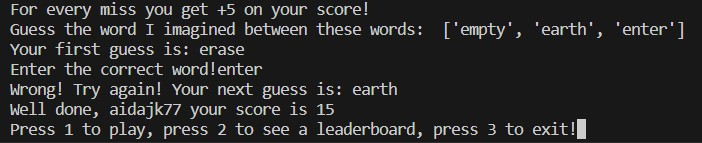 For every miss you get +5 on your score!
Guess the word I imagined between these words:  ['empty', 'earth', 'enter']
Your first guess is: erase
Enter the correct word!enter
Wrong! Try again! Your next guess is: earth
Well done, aidajk77 your score is 15
Press 1 to play, press 2 to see a leaderboard, press 3 to exit!